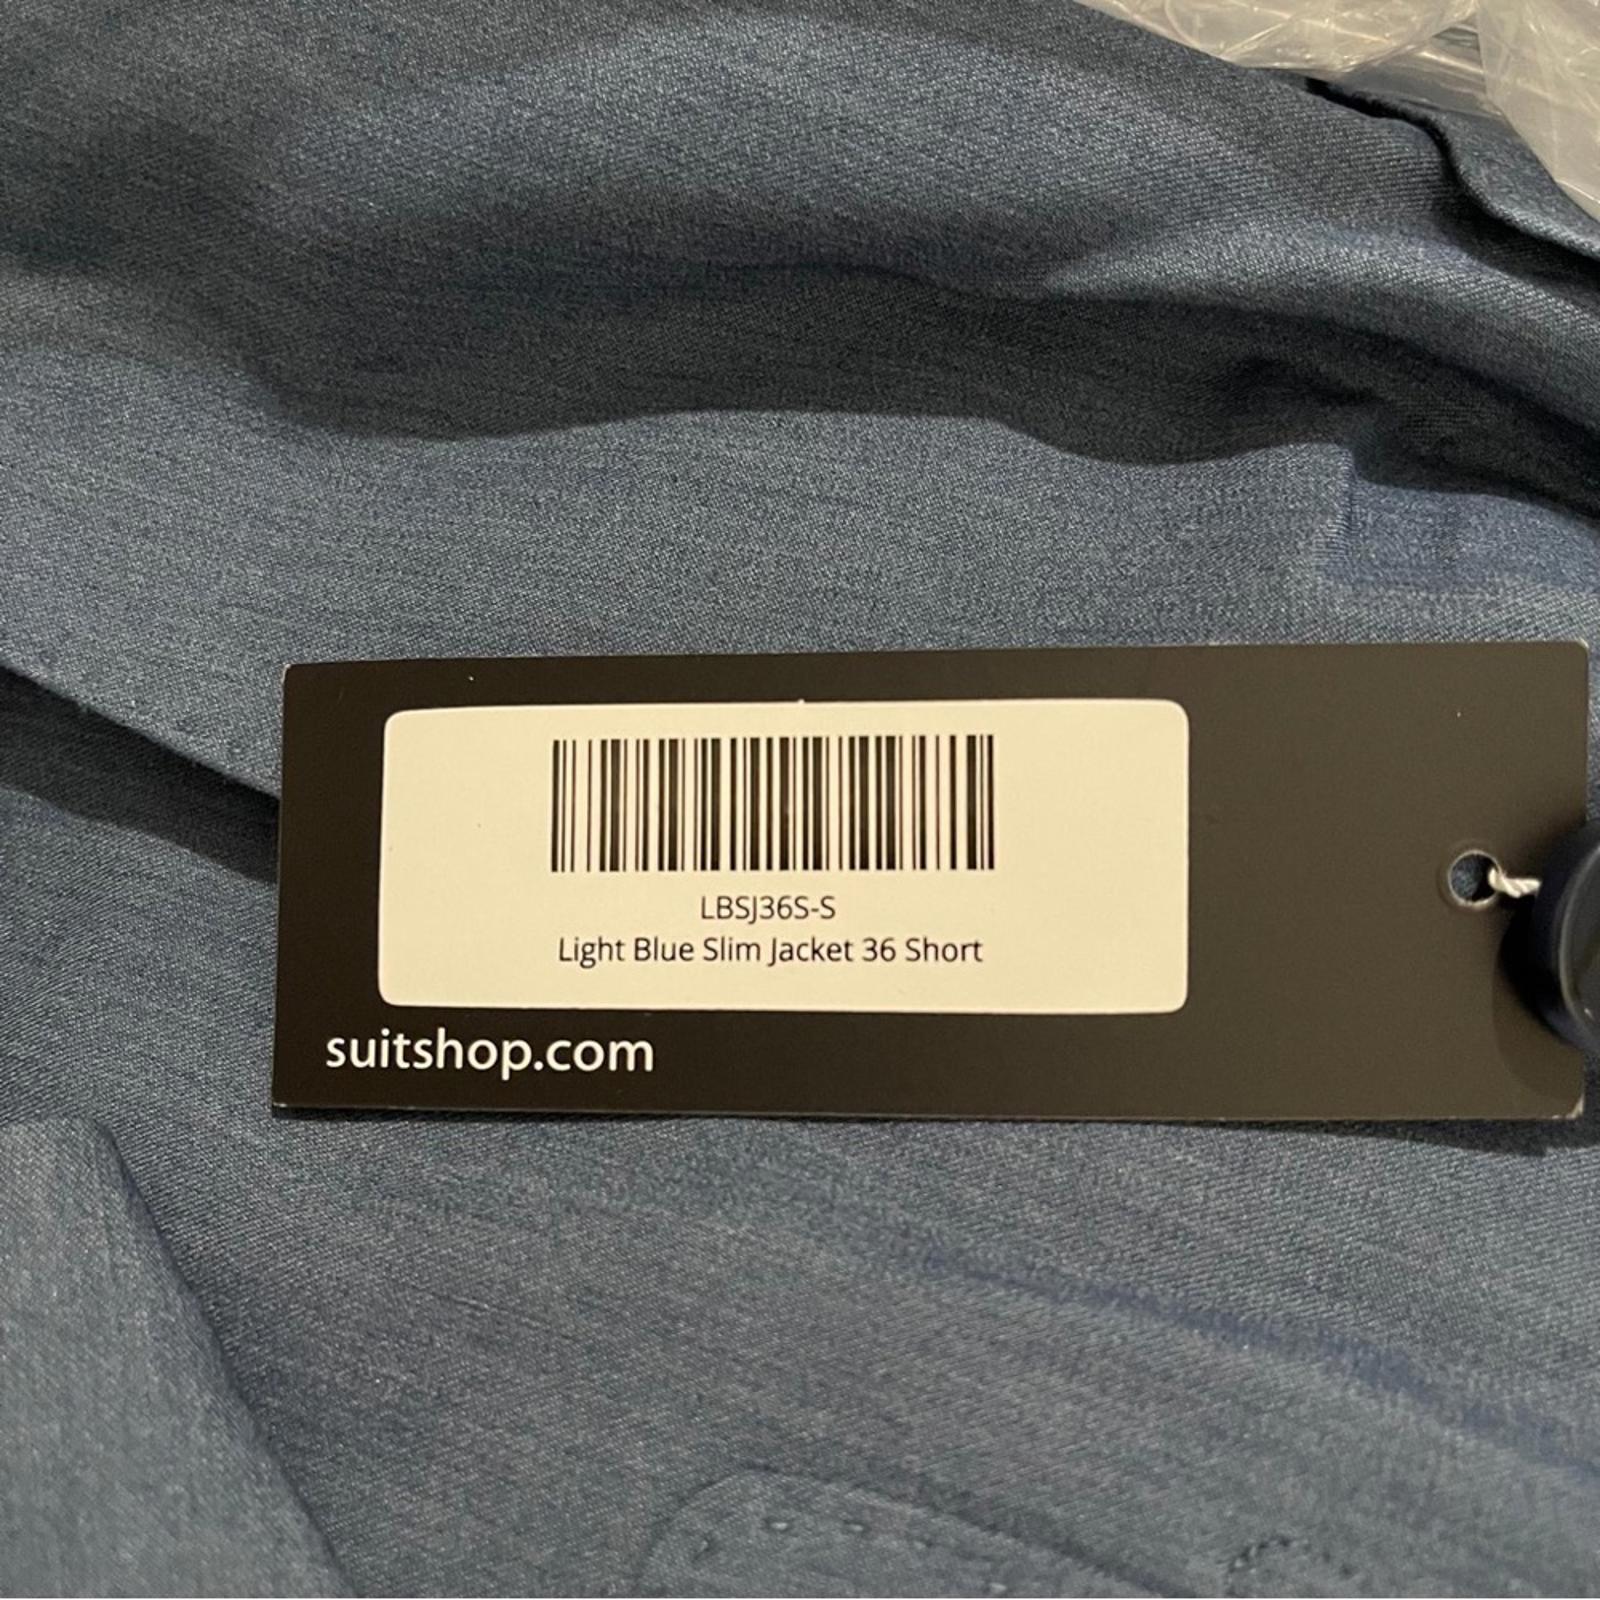 LBSJ36S-S
Light Blue Slim Jacket 36 Short
suitshop.com